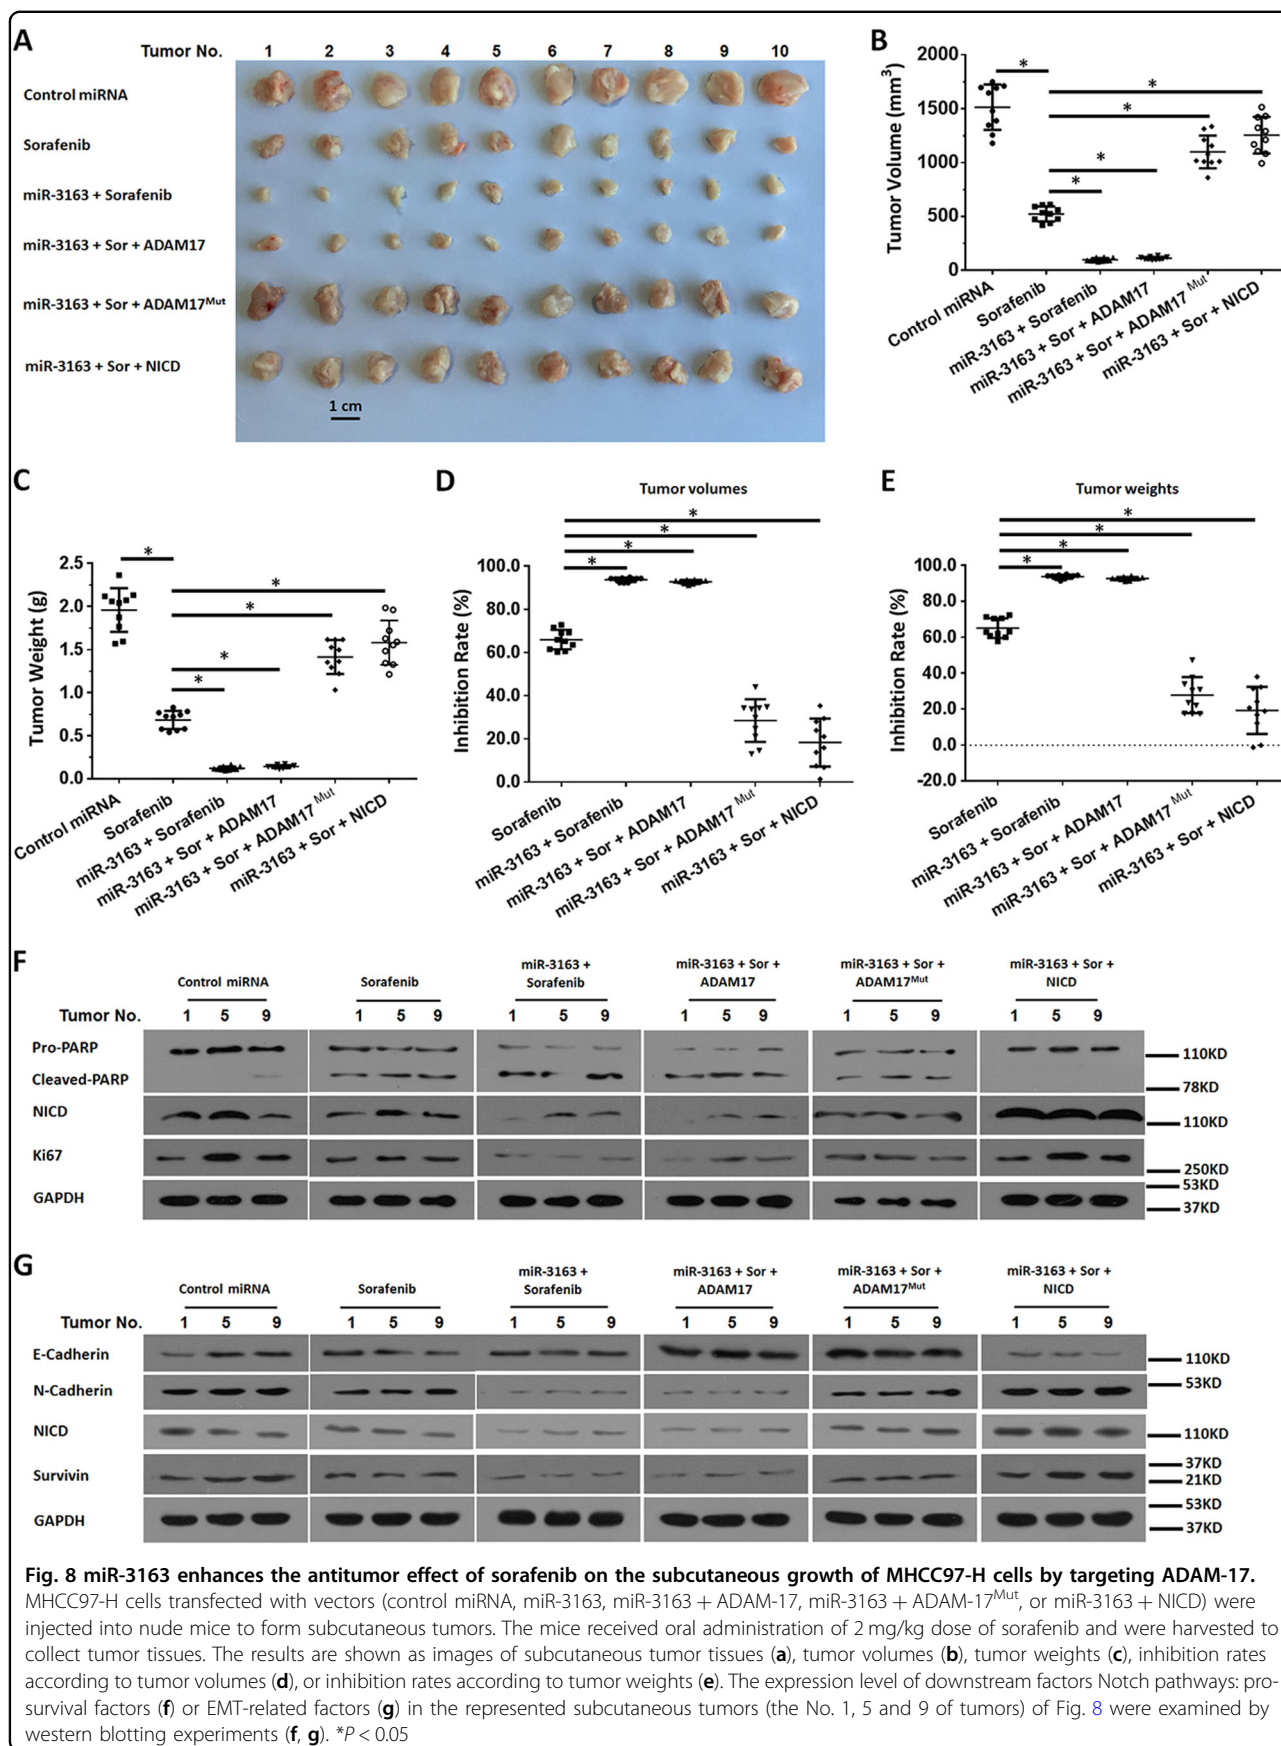 A
Tumor No. 1 2 3 4 5 6 7 8 9 10
Control miRNA
Sorafenib
miR-3163 + Sorafenib
miR-3163 + Sor + ADAM17
miR-3163 + Sor + ADAM17Mut
miR-3163 + Sor + NICD
1 cm
B
Tumor Volume (mm3)
2000
1500
1000
500
0
*
*
*
*
*
Control miRNA
Sorafenib
miR-3163 + Sorafenib
miR-3163 + Sor + ADAM17
miR-3163 + Sor + ADAM17 Mut
miR-3163 + Sor + NICD
C
Tumor Weight (g)
2.5
2.0
1.5
1.0
0.5
0.0
*
*
*
*
*
Control miRNA
Sorafenib
miR-3163 + Sorafenib
miR-3163 + Sor + ADAM17
miR-3163 + Sor + ADAM17 Mut
miR-3163 + Sor + NICD
D
Tumor volumes
Inhibition Rate (%)
100.0
80.0
60.0
40.0
20.0
0.0
*
*
*
*
Sorafenib
miR-3163 + Sorafenib
miR-3163 + Sor + ADAM17
miR-3163 + Sor + ADAM17 Mut
miR-3163 + Sor + NICD
E
Tumor weights
Inhibition Rate (%)
100.0
80.0
60.0
40.0
20.0
0.0
-20.0
*
*
*
*
Sorafenib
miR-3163 + Sorafenib
miR-3163 + Sor + ADAM17
miR-3163 + Sor + ADAM17 Mut
miR-3163 + Sor + NICD
F
Control miRNA
Sorafenib
miR-3163 +
Sorafenib
miR-3163 + Sor +
ADAM17
miR-3163 + Sor +
ADAM17Mut
miR-3163 + Sor +
NICD
Tumor No. 1 5 9 1 5 9 1 5 9 1 5 9 1 5 9 1 5 9
Pro-PARP
110KD
Cleaved-PARP
78KD
NICD
110KD
Ki67
250KD
53KD
GAPDH
37KD
G
Control miRNA
Sorafenib
miR-3163 +
Sorafenib
miR-3163 + Sor +
ADAM17
miR-3163 + Sor +
ADAM17Mut
miR-3163 + Sor +
NICD
Tumor No. 1 5 9 1 5 9 1 5 9 1 5 9 1 5 9 1 5 9
E-Cadherin
110KD
N-Cadherin
53KD
NICD
110KD
Survivin
37KD
21KD
GAPDH
53KD
37KD
Fig. 8 miR-3163 enhances the antitumor effect of sorafenib on the subcutaneous growth of MHCC97-H cells by targeting ADAM-17.
MHCC97-H cells transfected with vectors (control miRNA, miR-3163, miR-3163 + ADAM-17, miR-3163 + ADAM-17Mut, or miR-3163 + NICD) were
injected into nude mice to form subcutaneous tumors. The mice received oral administration of 2 mg/kg dose of sorafenib and were harvested to
collect tumor tissues. The results are shown as images of subcutaneous tumor tissues (a), tumor volumes (b), tumor weights (c), inhibition rates
according to tumor volumes (d), or inhibition rates according to tumor weights (e). The expression level of downstream factors Notch pathways: pro-
survival factors (f) or EMT-related factors (g) in the represented subcutaneous tumors (the No. 1, 5 and 9 of tumors) of Fig. 8 were examined by
western blotting experiments (f, g). *P < 0.05